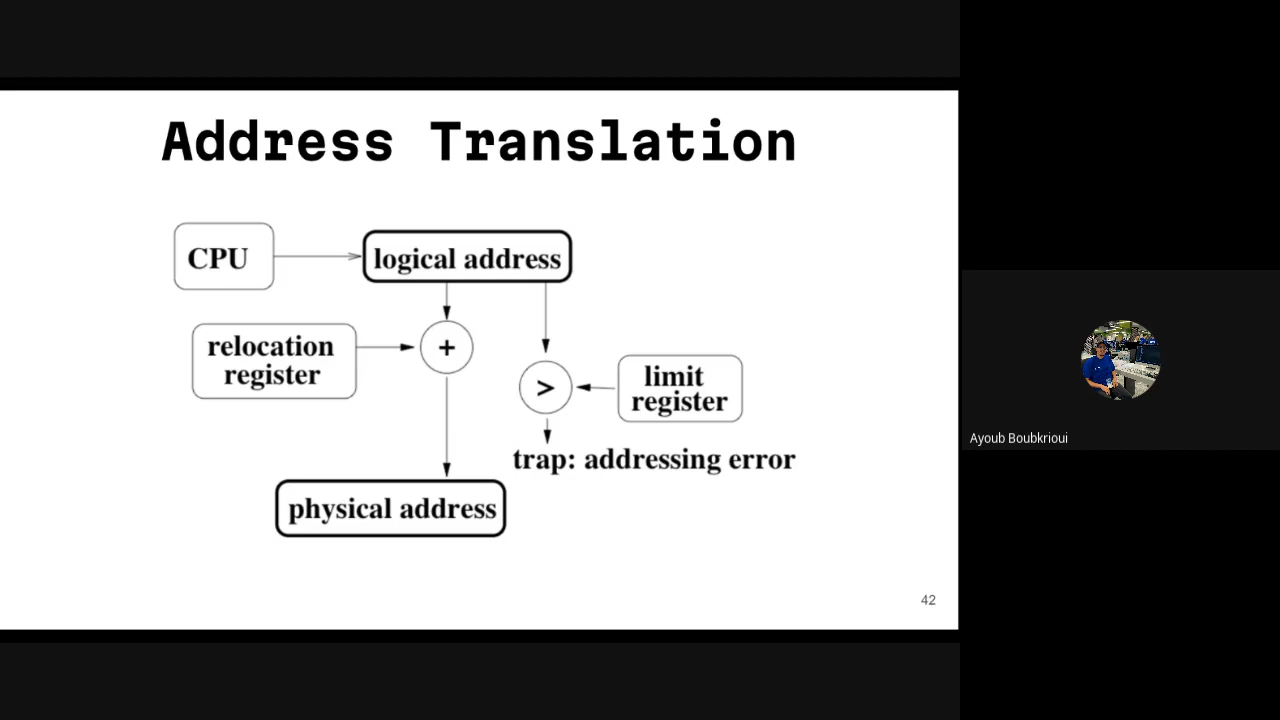 Address Translation
CPU
logical address
relocation
register
+
>
limit
register
trap: addressing error
physical address
42
Ayoub Boubkrioui